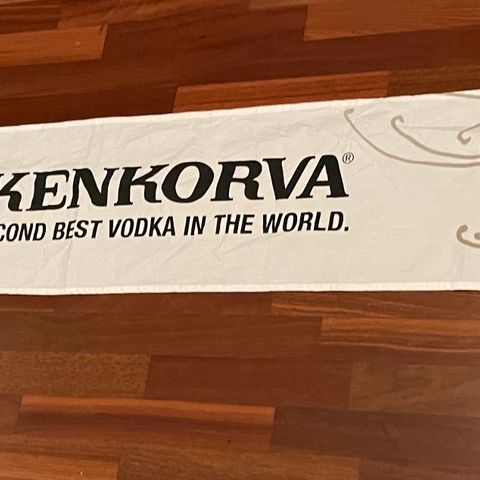 KENKORVA®
COND BEST VODKA IN THE WORLD.